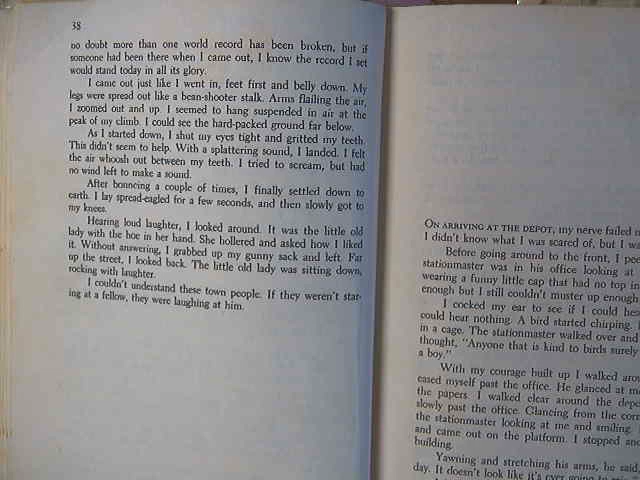 38
no doubt more than one world record has been broken, but if
someone had been there when I came out, I know the record I set
would stand today in all its glory.
I came out just like I went in, feet first and belly down. My
legs were spread out like a bean-shooter stalk. Arms flailing the air,
I zoomed out and up. I seemed to hang suspended in air at the
peak of my climb. I could see the hard-packed ground far below.
As I started down, I shut my eyes tight and gritted my teeth.
This didn't seem to help. With a splattering sound, I landed. I felt
the air whoosh out between my teeth. I tried to scream, but had
no wind left to make a sound.
After bouncing a couple of times, I finally settled down to
earth. I lay spread-eagled for a few seconds, and then slowly got to
my knees.
Hearing loud laughter, I looked around. It was the little old
lady with the hoe in her hand. She hollered and asked how I liked
it. Without answering, I grabbed up my gunny sack and left. Far
up the street, I looked back. The little old lady was sitting down,
rocking with laughter.
I couldn't understand these town people. If they weren't star-
ing at a fellow, they were laughing at him.
ON ARRIVING AT THE DEPOT, my nerve failed
I didn't know what I was scared of, but I wa
Before going around to the front, I pee
stationmaster was in his office looking at
wearing a funny little cap that had no top in
enough but I still couldn't muster up enough
I cocked my ear to see if I could hea
could hear nothing. A bird started chirping.
in a cage. The stationmaster walked over and
thought, "Anyone that is kind to birds surely
a boy."
With my courage built up I walked arou
eased myself past the office. He glanced at m
the papers. I walked clear around the depo
slowly past the office. Glancing from the corn
the stationmaster looking at me and smiling.
and came out on the platform. I stopped and
building.
Yawning and stretching his arms, he said,
day. It doesn't look like it's ever going to